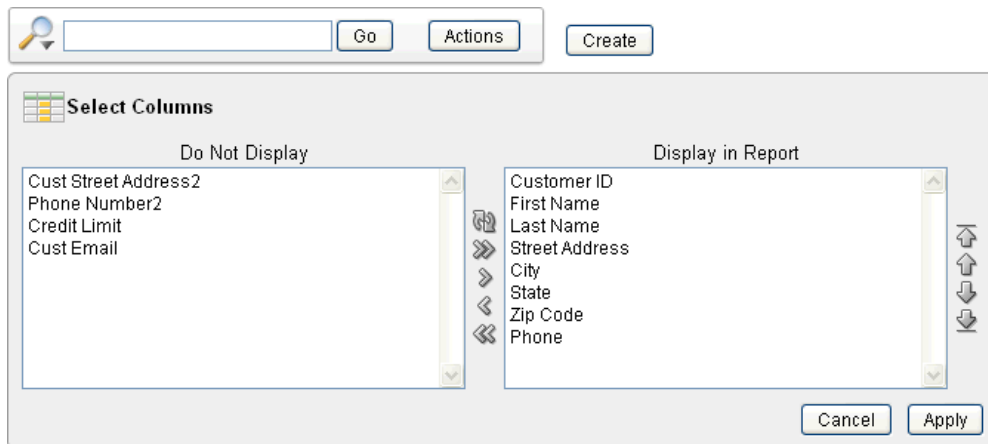 Go Actions Create
Select Columns
Do Not Display
Cust Street Address2
Phone Number2
Credit Limit
Cust Email
Display in Report
Customer ID
First Name
Last Name
Street Address
City
State
Zip Code
Phone
Cancel Apply